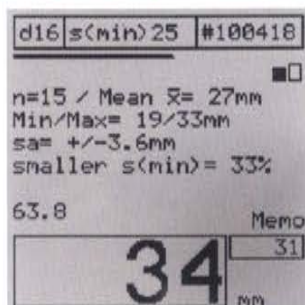 d16 s(min)25 #100418
n=15 / Mean x̄= 27mm
Min/Max= 19/33mm
sa= +/-3.6mm
smaller s(min)= 33%
63.8
Memo
31
34
mm